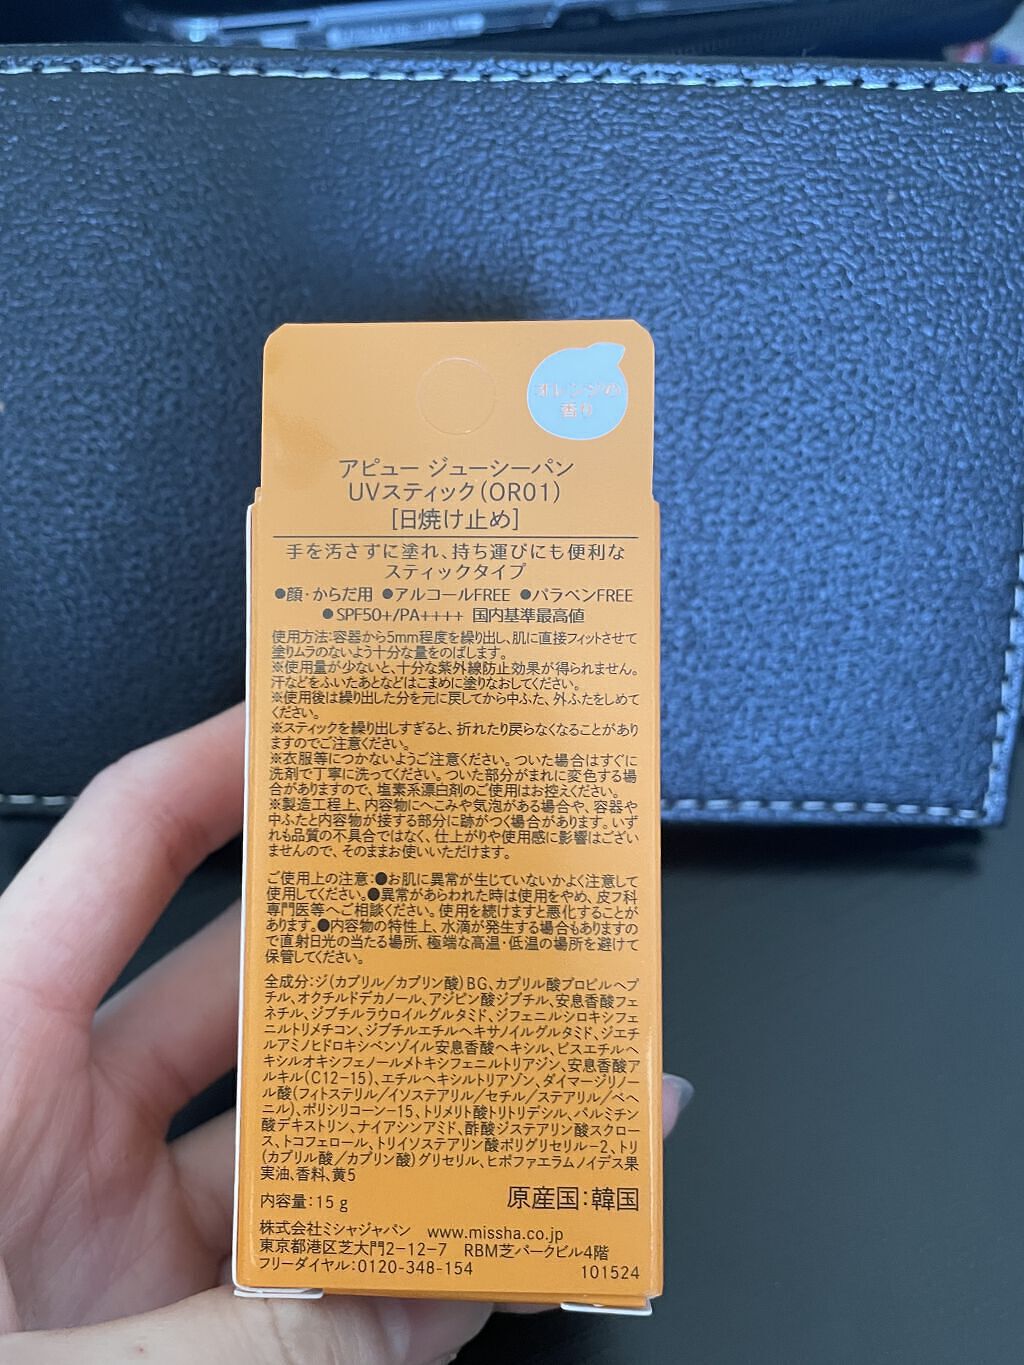 オレンジの
香り
アピュー ジューシーパン
UVスティック(OR01)
[日焼け止め]
手を汚さずに塗れ、持ち運びにも便利な
スティックタイプ
●顔・からだ用 ●アルコールFREE ●パラベンFREE
●SPF50+/PA++++ 国内基準最高値
使用方法:容器から5mm程度を繰り出し、肌に直接フィットさせて
塗りムラのないよう十分な量をのばします。
※使用量が少ないと、十分な紫外線防止効果が得られません。
汗などをふいたあとなどはこまめに塗りなおしてください。
※使用後は繰り出した分を元に戻してから中ふた、外ふたをしめて
ください。
※スティックを繰り出しすぎると、折れたり戻らなくなることがあり
ますのでご注意ください。
※衣服等につかないようご注意ください。ついた場合はすぐに
洗剤で丁寧に洗ってください。ついた部分がまれに変色する場
合がありますので、塩素系漂白剤のご使用はお控えください。
※製造工程上、内容物にへこみや気泡がある場合や、容器や
中ふたと内容物が接する部分に跡がつく場合があります。いず
れも品質の不具合ではなく、仕上がりや使用感に影響はござい
ませんので、そのままお使いいただけます。
ご使用上の注意:●お肌に異常が生じていないかよく注意して
使用してください。●異常があらわれた時は使用をやめ、皮フ科
専門医等へご相談ください。使用を続けますと悪化することが
あります。●内容物の特性上、水滴が発生する場合もありますの
で直射日光の当たる場所、極端な高温・低温の場所を避けて
保管してください。
全成分:ジ(カプリル/カプリン酸)BG、カプリル酸プロピルヘプ
チル、オクチルドデカノール、アジピン酸ジブチル、安息香酸フェ
ネチル、ジブチルラウロイルグルタミド、ジフェニルシロキシフェ
ニルトリメチコン、ジブチルエチルヘキサノイルグルタミド、ジエチ
ルアミノヒドロキシベンゾイル安息香酸ヘキシル、ビスエチルヘ
キシルオキシフェノールメトキシフェニルトリアジン、安息香酸ア
ルキル(C12-15)、エチルヘキシルトリアゾン、ダイマージリノー
ル酸(フィトステリル/イソステアリル/セチル/ステアリル/ベヘ
ニル)、ポリシリコーン-15、トリメリト酸トリトリデシル、パルミチン
酸デキストリン、ナイアシンアミド、酢酸ジステアリン酸スクロー
ス、トコフェロール、トリイソステアリン酸ポリグリセリル-2、トリ
(カプリル酸/カプリン酸)グリセリル、ヒポファエラムノイデス果
実油、香料、黄5
内容量:15g 原産国:韓国
株式会社ミシャジャパン www.missha.co.jp
東京都港区芝大門2-12-7 RBM芝パークビル4階
フリーダイヤル:0120-348-154 101524